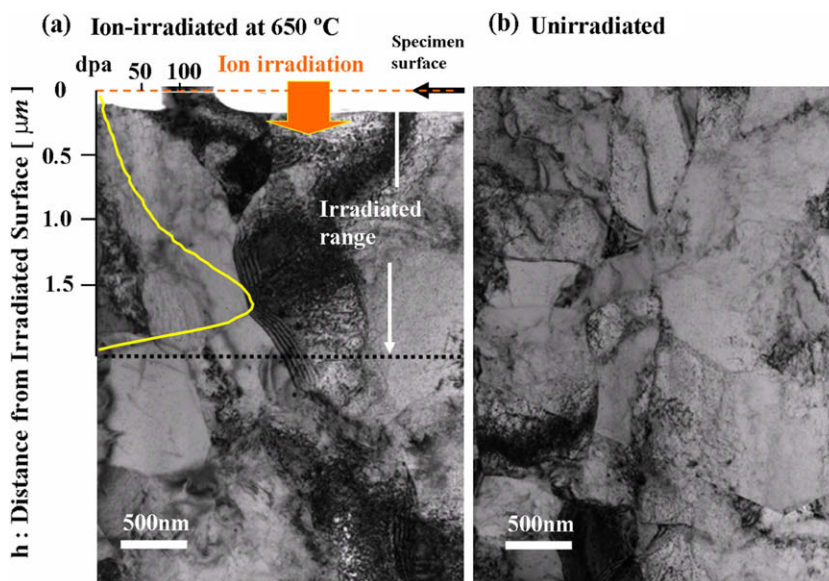 (a) Ion-irradiated at 650 ºC
(b) Unirradiated
dpa 50 100
Ion irradiation
Specimen
surface
0
0.5
1.0
1.5
h : Distance from Irradiated Surface [ μm]
Irradiated
range
500nm
500nm